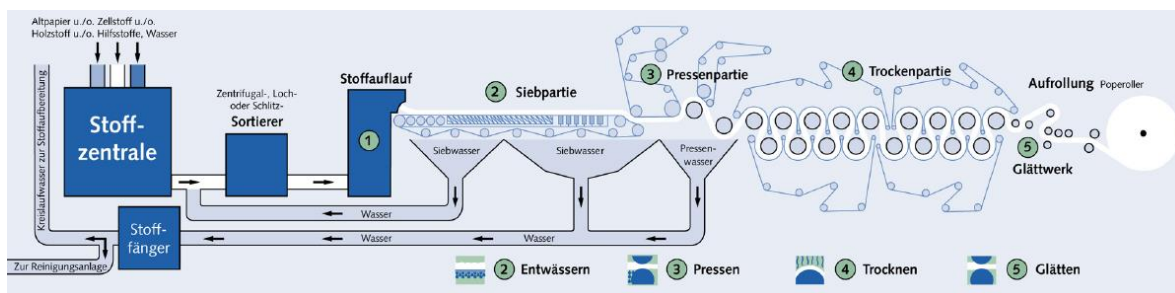 Altpapier u./o. Zellstoff u./o.
Holzstoff u./o. Hilfsstoffe, Wasser
Kreislaufwasser zur Stoffaufbereitung
Stoff-
zentrale
Zentrifugal-, Loch-
oder Schlitz-
Sortierer
Stoffauflauf
1
2 Siebpartie
3 Pressenpartie
4 Trockenpartie
Aufrollung Poperoller
5
Glättwerk
Siebwasser
Siebwasser
Pressen-
wasser
Wasser
Stoff-
fänger
Wasser
Wasser
Zur Reinigungsanlage
2 Entwässern
3 Pressen
4 Trocknen
5 Glätten